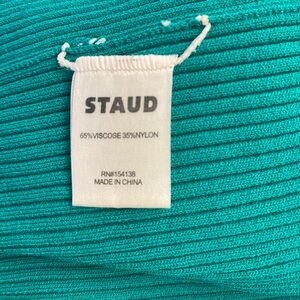 STAUD
65%VISCOSE 35%NYLON
RN#154138
MADE IN CHINA